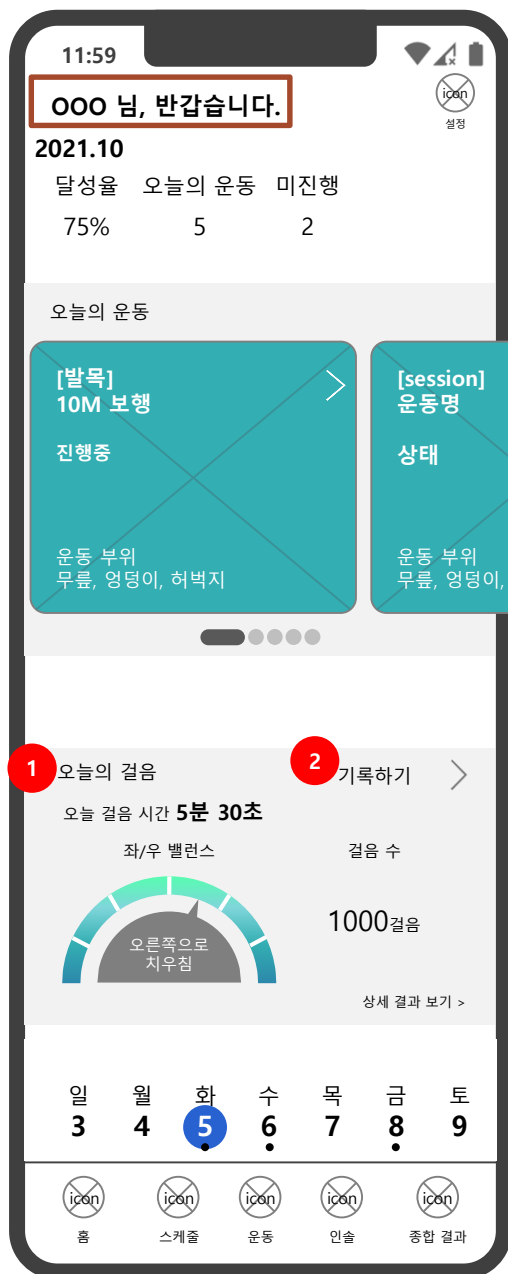 11:59
OOO 님, 반갑습니다.
icon
설정
2021.10
달성율 오늘의 운동 미진행
75% 5 2
오늘의 운동
[발목]
10M 보행
진행중
운동 부위
무릎, 엉덩이, 허벅지
[session]
운동명
상태
운동 부위
무릎, 엉덩이,
1 오늘의 걸음
2 기록하기
오늘 걸음 시간 5분 30초
좌/우 밸런스 걸음 수
오른쪽으로
치우침
1000걸음
상세 결과 보기 >
일 월 화 수 목 금 토
3 4 5 6 7 8 9
icon icon icon icon icon
홈 스케줄 운동 인솔 종합 결과